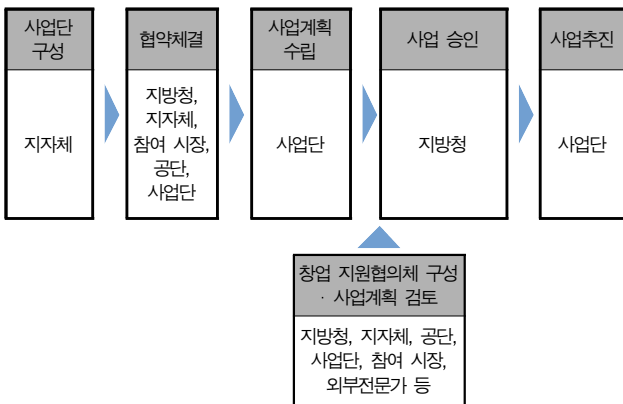 사업단
구성
지자체
협약체결
지방청,
지자체,
참여 시장,
공단,
사업단
사업계획
수립
사업단
사업 승인
지방청
사업추진
사업단
창업 지원협의체 구성
· 사업계획 검토
지방청, 지자체, 공단,
사업단, 참여 시장,
외부전문가 등